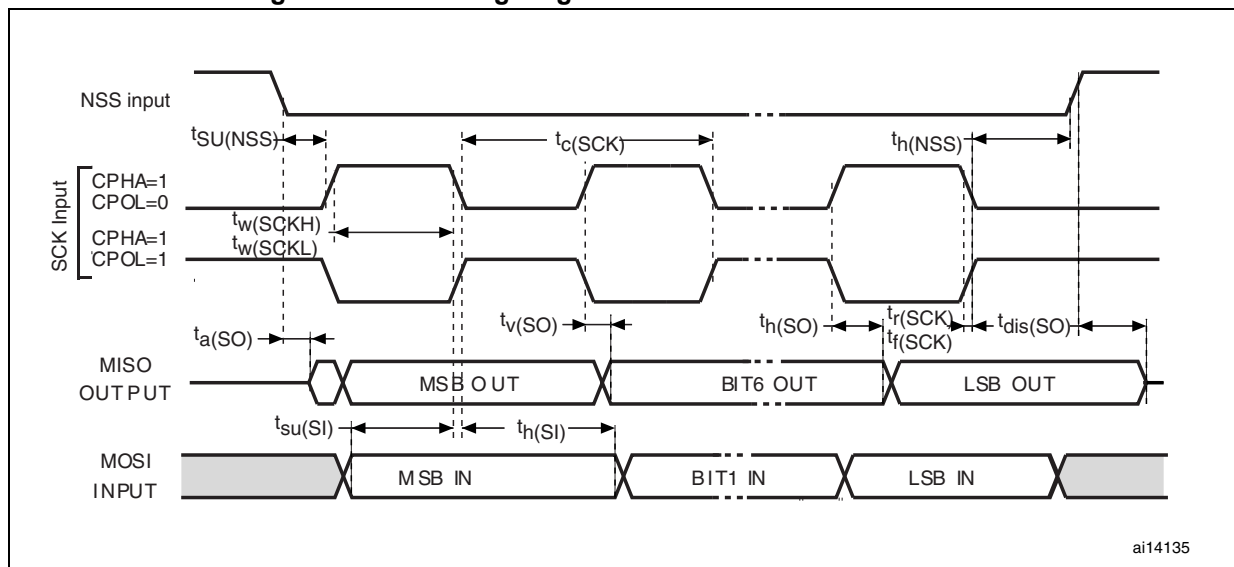 NSS input
tSU(NSS)
tc(SCK)
th(NSS)
SCK Input
CPHA=1
CPOL=0
tw(SCKH)
CPHA=1
tw(SCKL)
CPOL=1
ta(SO)
tv(SO)
th(SO)
tr(SCK)
tf(SCK)
tdis(SO)
MISO
OUTPUT
MSB OUT
BIT6 OUT
LSB OUT
tsu(SI)
th(SI)
MOSI
INPUT
MSB IN
BIT1 IN
LSB IN
ai14135